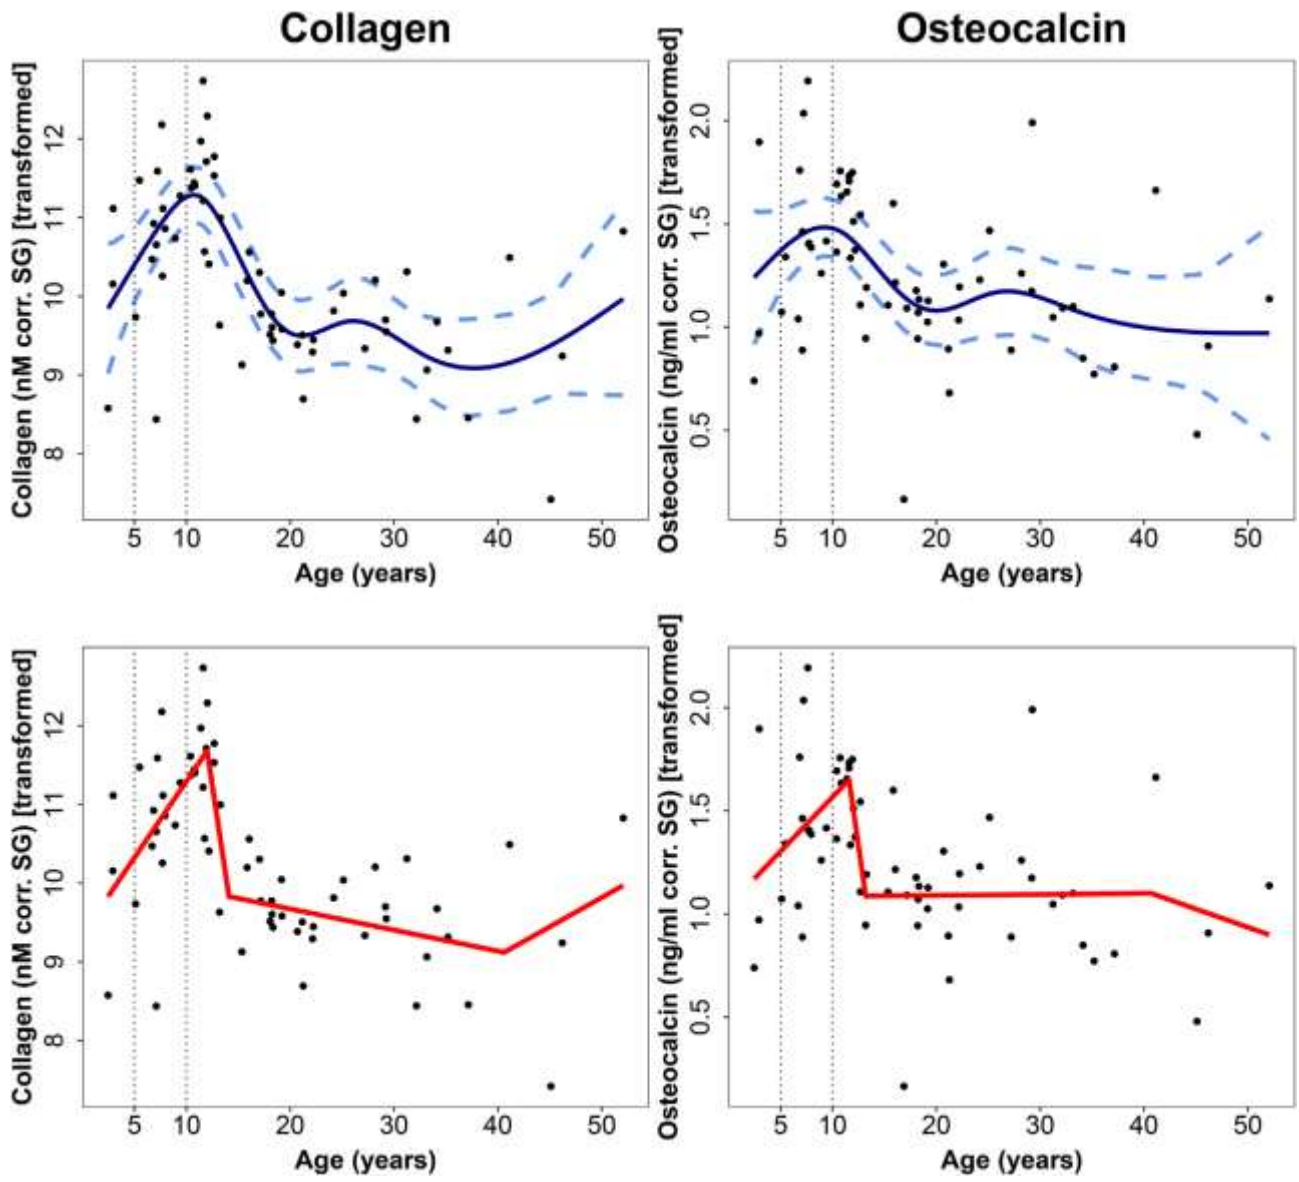 Collagen
Osteocalcin
Collagen (nM corr. SG) [transformed]
12
11
10
9
8
5 10 20 30 40 50
Age (years)
Osteocalcin (ng/ml corr. SG) [transformed]
2.0
1.5
1.0
0.5
5 10 20 30 40 50
Age (years)
Collagen (nM corr. SG) [transformed]
12
11
10
9
8
5 10 20 30 40 50
Age (years)
Osteocalcin (ng/ml corr. SG) [transformed]
2.0
1.5
1.0
0.5
5 10 20 30 40 50
Age (years)